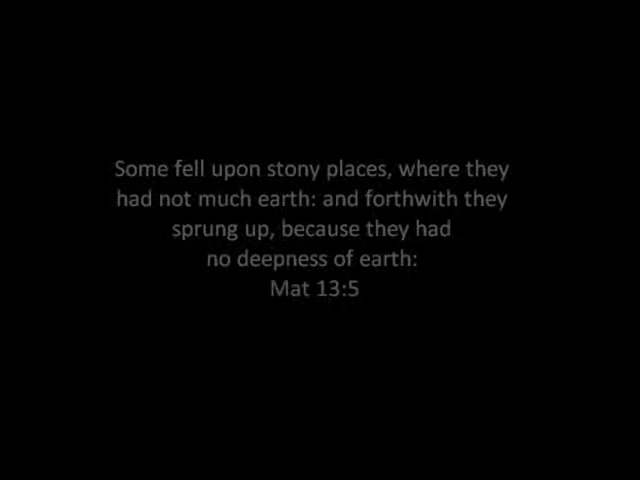 Some fell upon stony places, where they
had not much earth: and forthwith they
sprung up, because they had
no deepness of earth:
Mat 13:5